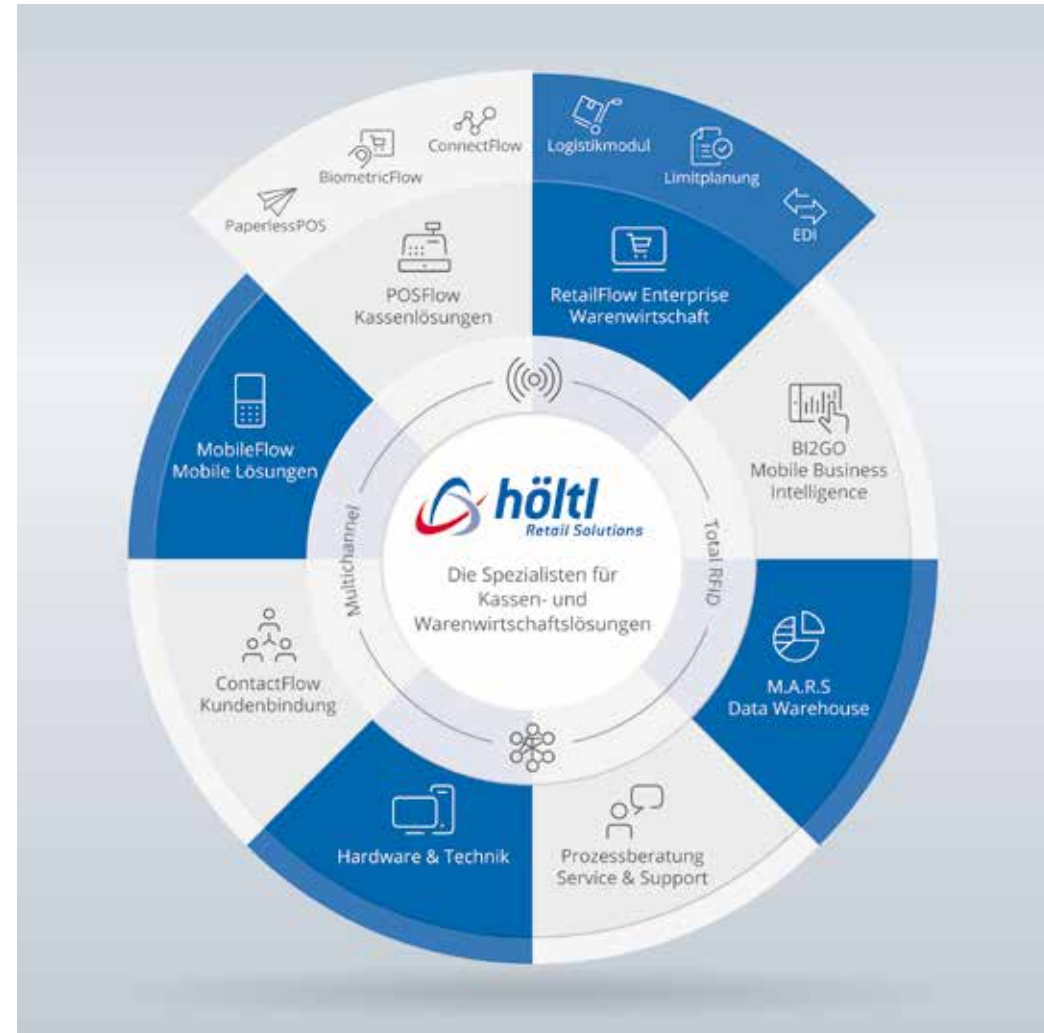 ConnectFlow
BiometricFlow
PaperlessPOS
Logistikmodul
Limitplanung
EDI
POSFlow
Kassenlösungen
RetailFlow Enterprise
Warenwirtschaft
MobileFlow
Mobile Lösungen
BI2GO
Mobile Business
Intelligence
Multichannel
Total RFID
höltl
Retail Solutions
Die Spezialisten für
Kassen- und
Warenwirtschaftslösungen
ContactFlow
Kundenbindung
M.A.R.S
Data Warehouse
Hardware & Technik
Prozessberatung
Service & Support